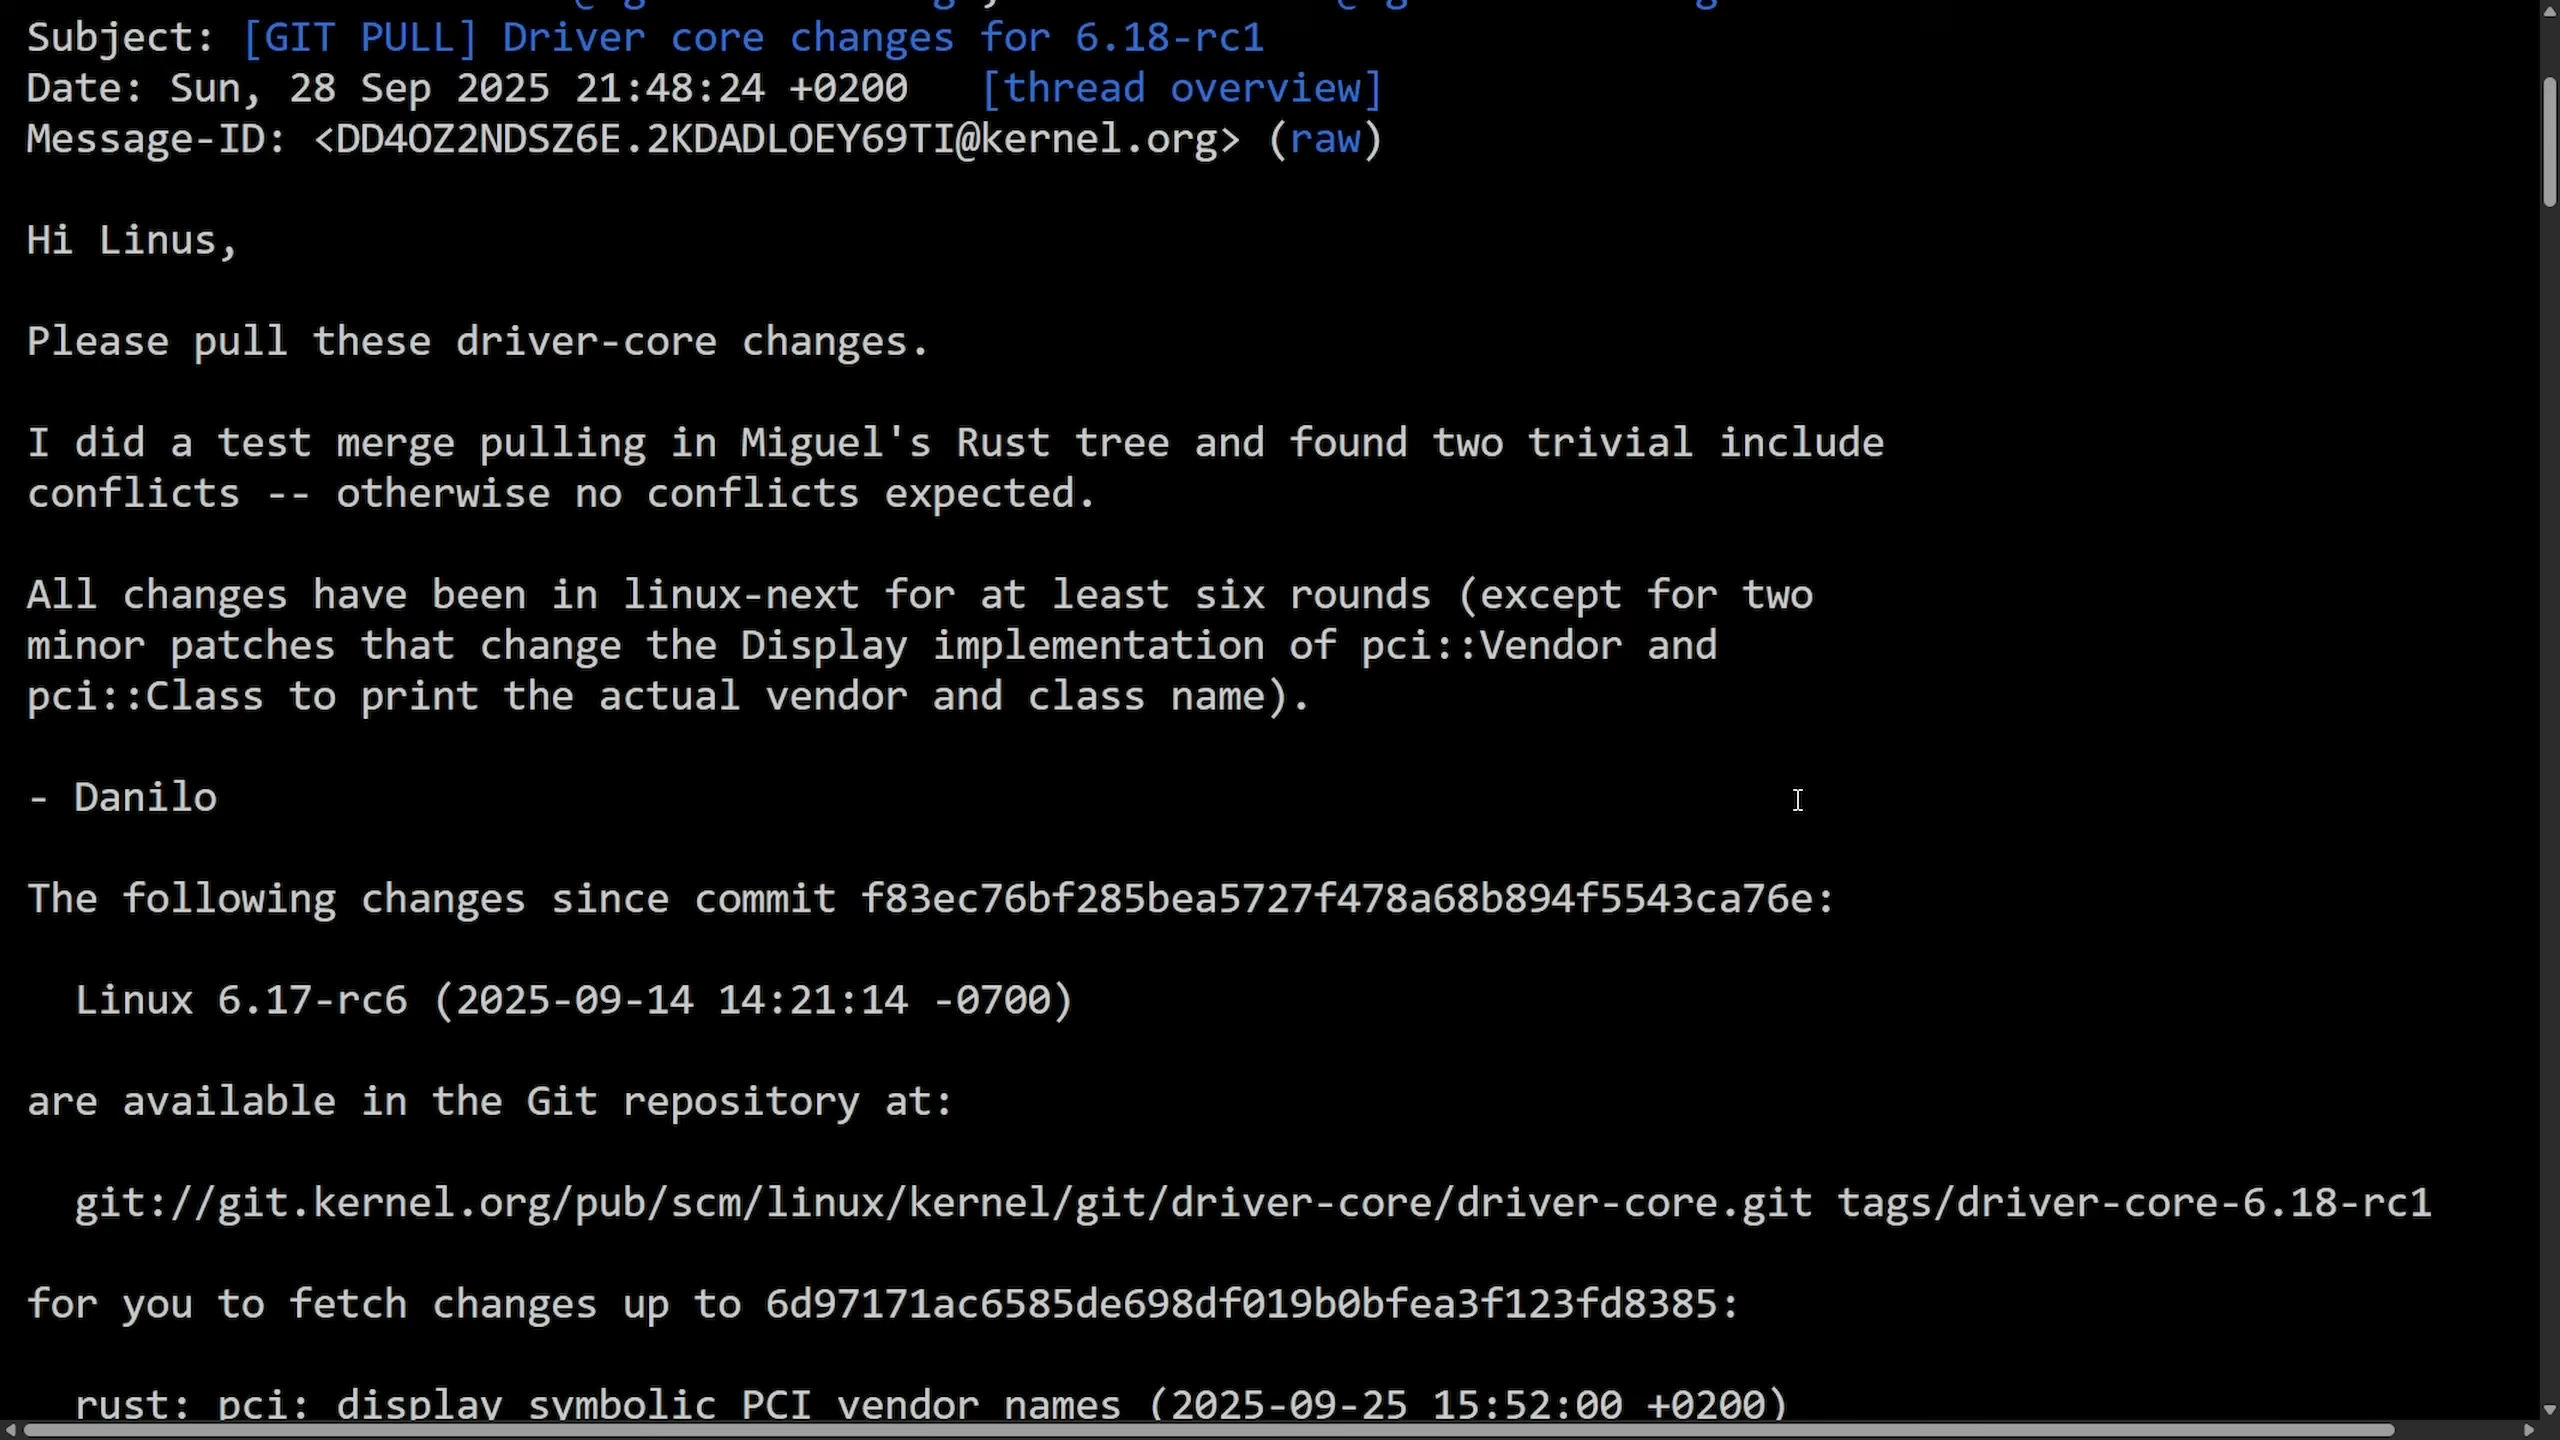 Subject: [GIT PULL] Driver core changes for 6.18-rc1
Date: Sun, 28 Sep 2025 21:48:24 +0200   [thread overview]
Message-ID: <DD4OZ2NDSZ6E.2KDADLOEY69TI@kernel.org> (raw)
Hi Linus,
Please pull these driver-core changes.
I did a test merge pulling in Miguel's Rust tree and found two trivial include
conflicts -- otherwise no conflicts expected.
All changes have been in linux-next for at least six rounds (except for two
minor patches that change the Display implementation of pci::Vendor and
pci::Class to print the actual vendor and class name).
- Danilo
The following changes since commit f83ec76bf285bea5727f478a68b894f5543ca76e:
Linux 6.17-rc6 (2025-09-14 14:21:14 -0700)
are available in the Git repository at:
git://git.kernel.org/pub/scm/linux/kernel/git/driver-core/driver-core.git tags/driver-core-6.18-rc1
for you to fetch changes up to 6d97171ac6585de698df019b0bfea3f123fd8385:
rust: pci: display symbolic PCI vendor names (2025-09-25 15:52:00 +0200)